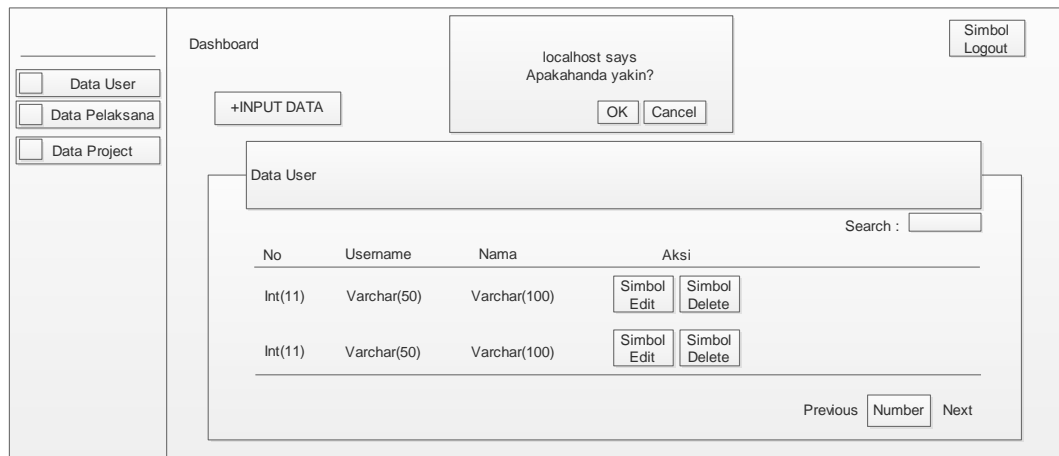 Dashboard
localhost says
Apakahanda yakin?
OK Cancel
Simbol
Logout
Data User
Data Pelaksana
Data Project
+INPUT DATA
Data User
Search :
No Username Nama Aksi
Int(11) Varchar(50) Varchar(100) Simbol Edit Simbol Delete
Int(11) Varchar(50) Varchar(100) Simbol Edit Simbol Delete
Previous Number Next